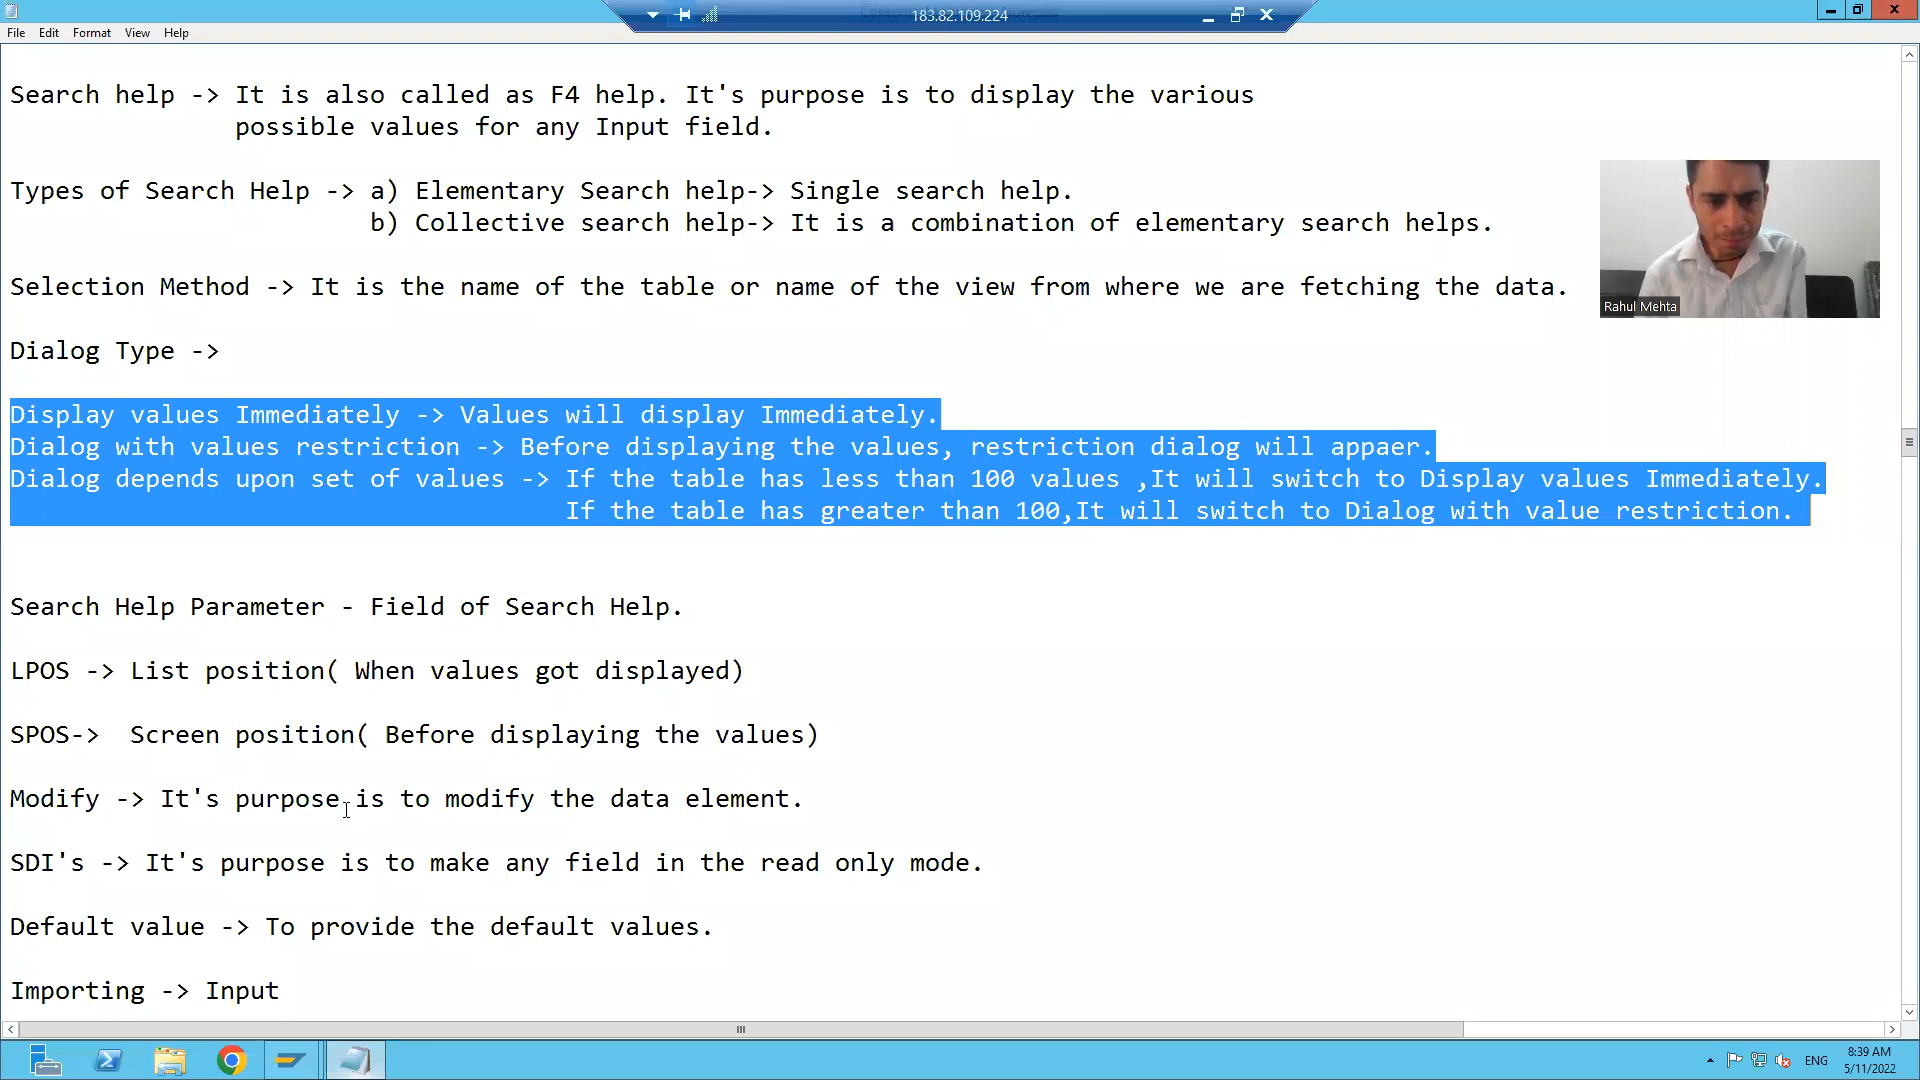 183.82.109.224
File Edit Format View Help
Search help -> It is also called as F4 help. It's purpose is to display the various
possible values for any Input field.
Types of Search Help -> a) Elementary Search help-> Single search help.
b) Collective search help-> It is a combination of elementary search helps.
Selection Method -> It is the name of the table or name of the view from where we are fetching the data.
Rahul Mehta
Dialog Type ->
Display values Immediately -> Values will display Immediately.
Dialog with values restriction -> Before displaying the values, restriction dialog will appaer.
Dialog depends upon set of values -> If the table has less than 100 values ,It will switch to Display values Immediately.
If the table has greater than 100,It will switch to Dialog with value restriction.
Search Help Parameter - Field of Search Help.
LPOS -> List position( When values got displayed)
SPOS->  Screen position( Before displaying the values)
Modify -> It's purpose is to modify the data element.
SDI's -> It's purpose is to make any field in the read only mode.
Default value -> To provide the default values.
Importing -> Input
ENG
8:39 AM
5/11/2022